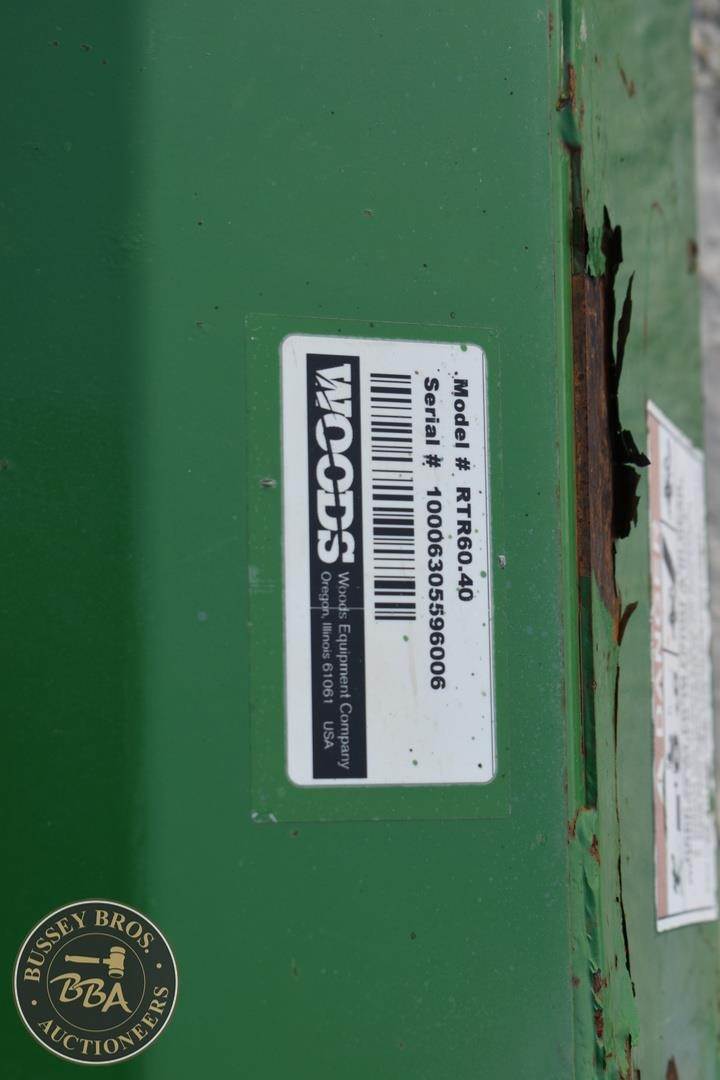 Model # RTR60.40
Serial # 1000630559600​6
WOODS
Woods Equipment Company
Oregon, Illinois 61061 USA
BUSSEY BROS.
BBA
AUCTIONEERS